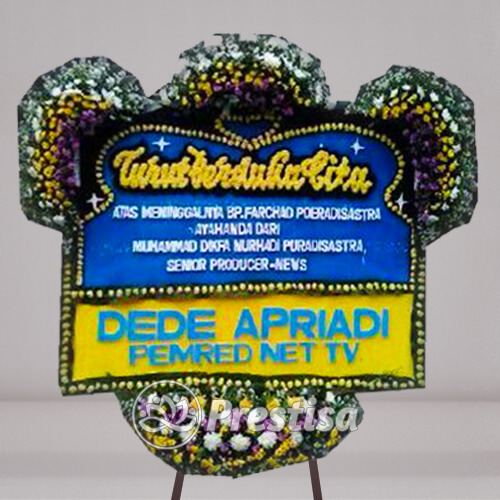 Turut Berduka Cita
ATAS MENINGGALNYA BP.FARCHAD POERADISASTRA
AYAHANDA DARI
MUHAMMAD DIKFA NURHADI PURADISASTRA,
SENIOR PRODUCER-NEWS
DEDE APRIADI
PEMRED NET TV
Prestisa